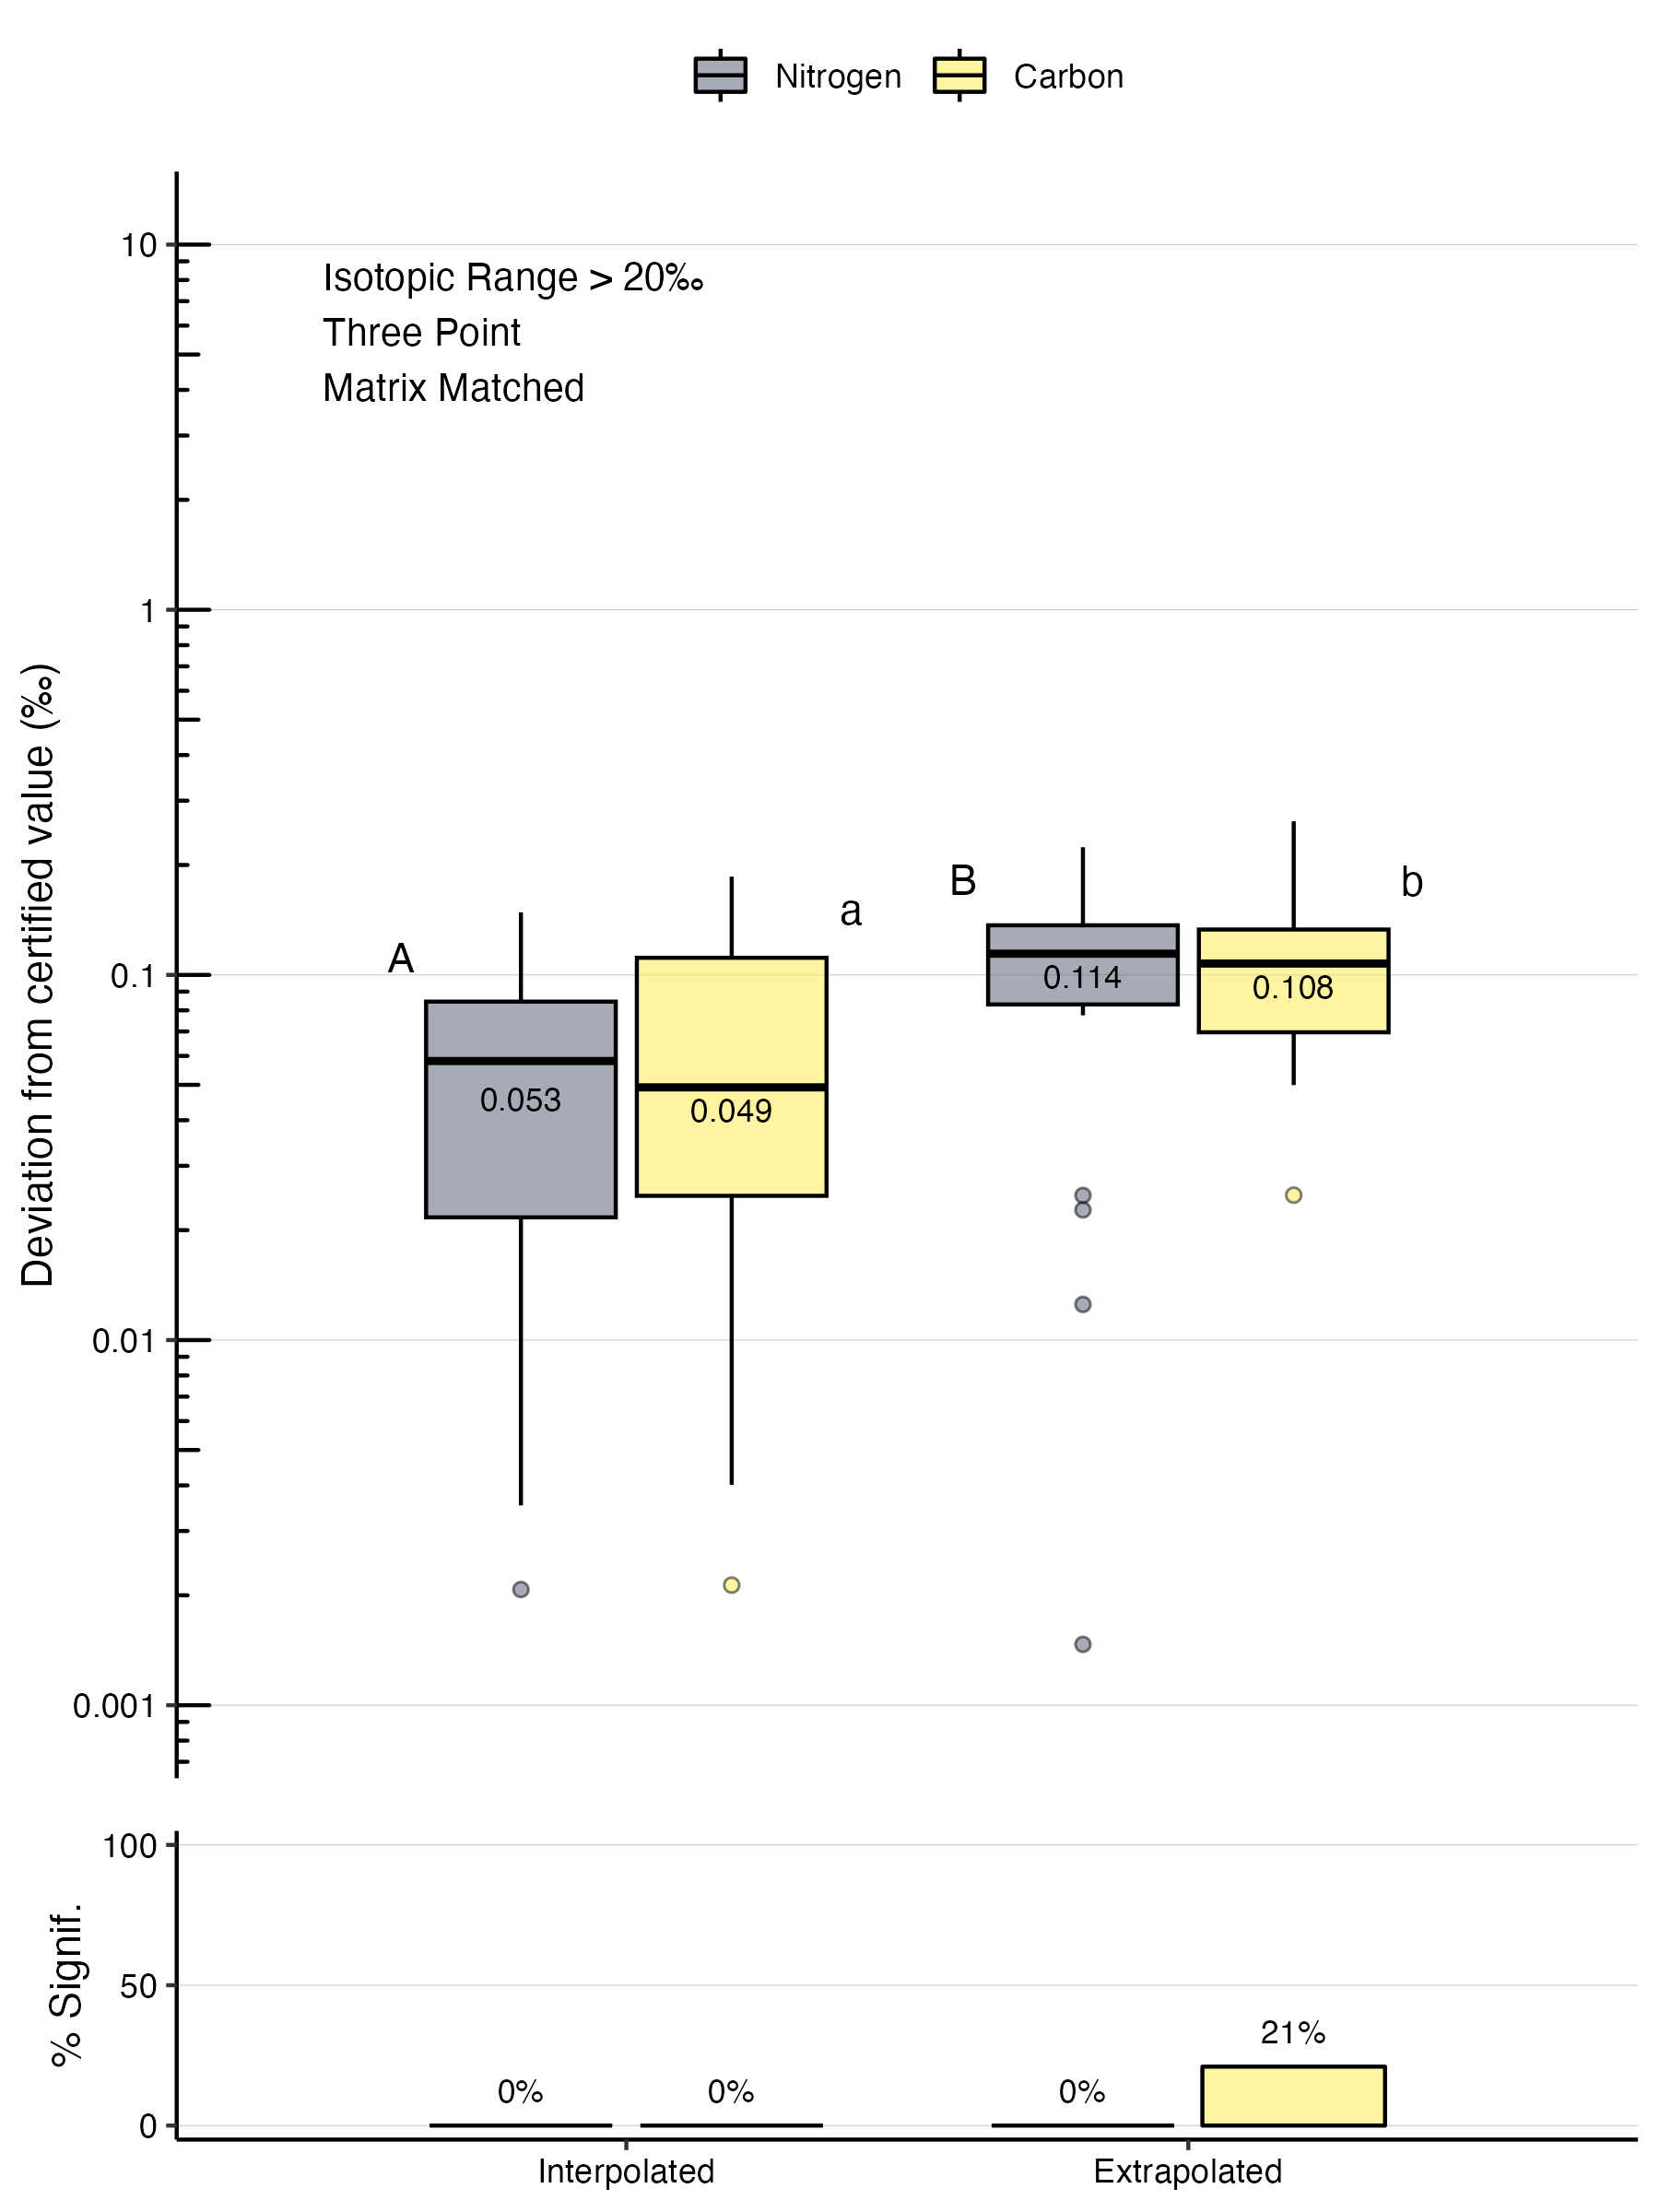 Nitrogen Carbon
Deviation from certified value (‰)
10
1
0.1
0.01
0.001
Isotopic Range > 20‰
Three Point
Matrix Matched
A
a
B
b
0.053
0.049
0.114
0.108
% Signif.
100
50
0
0%
0%
0%
21%
Interpolated
Extrapolated